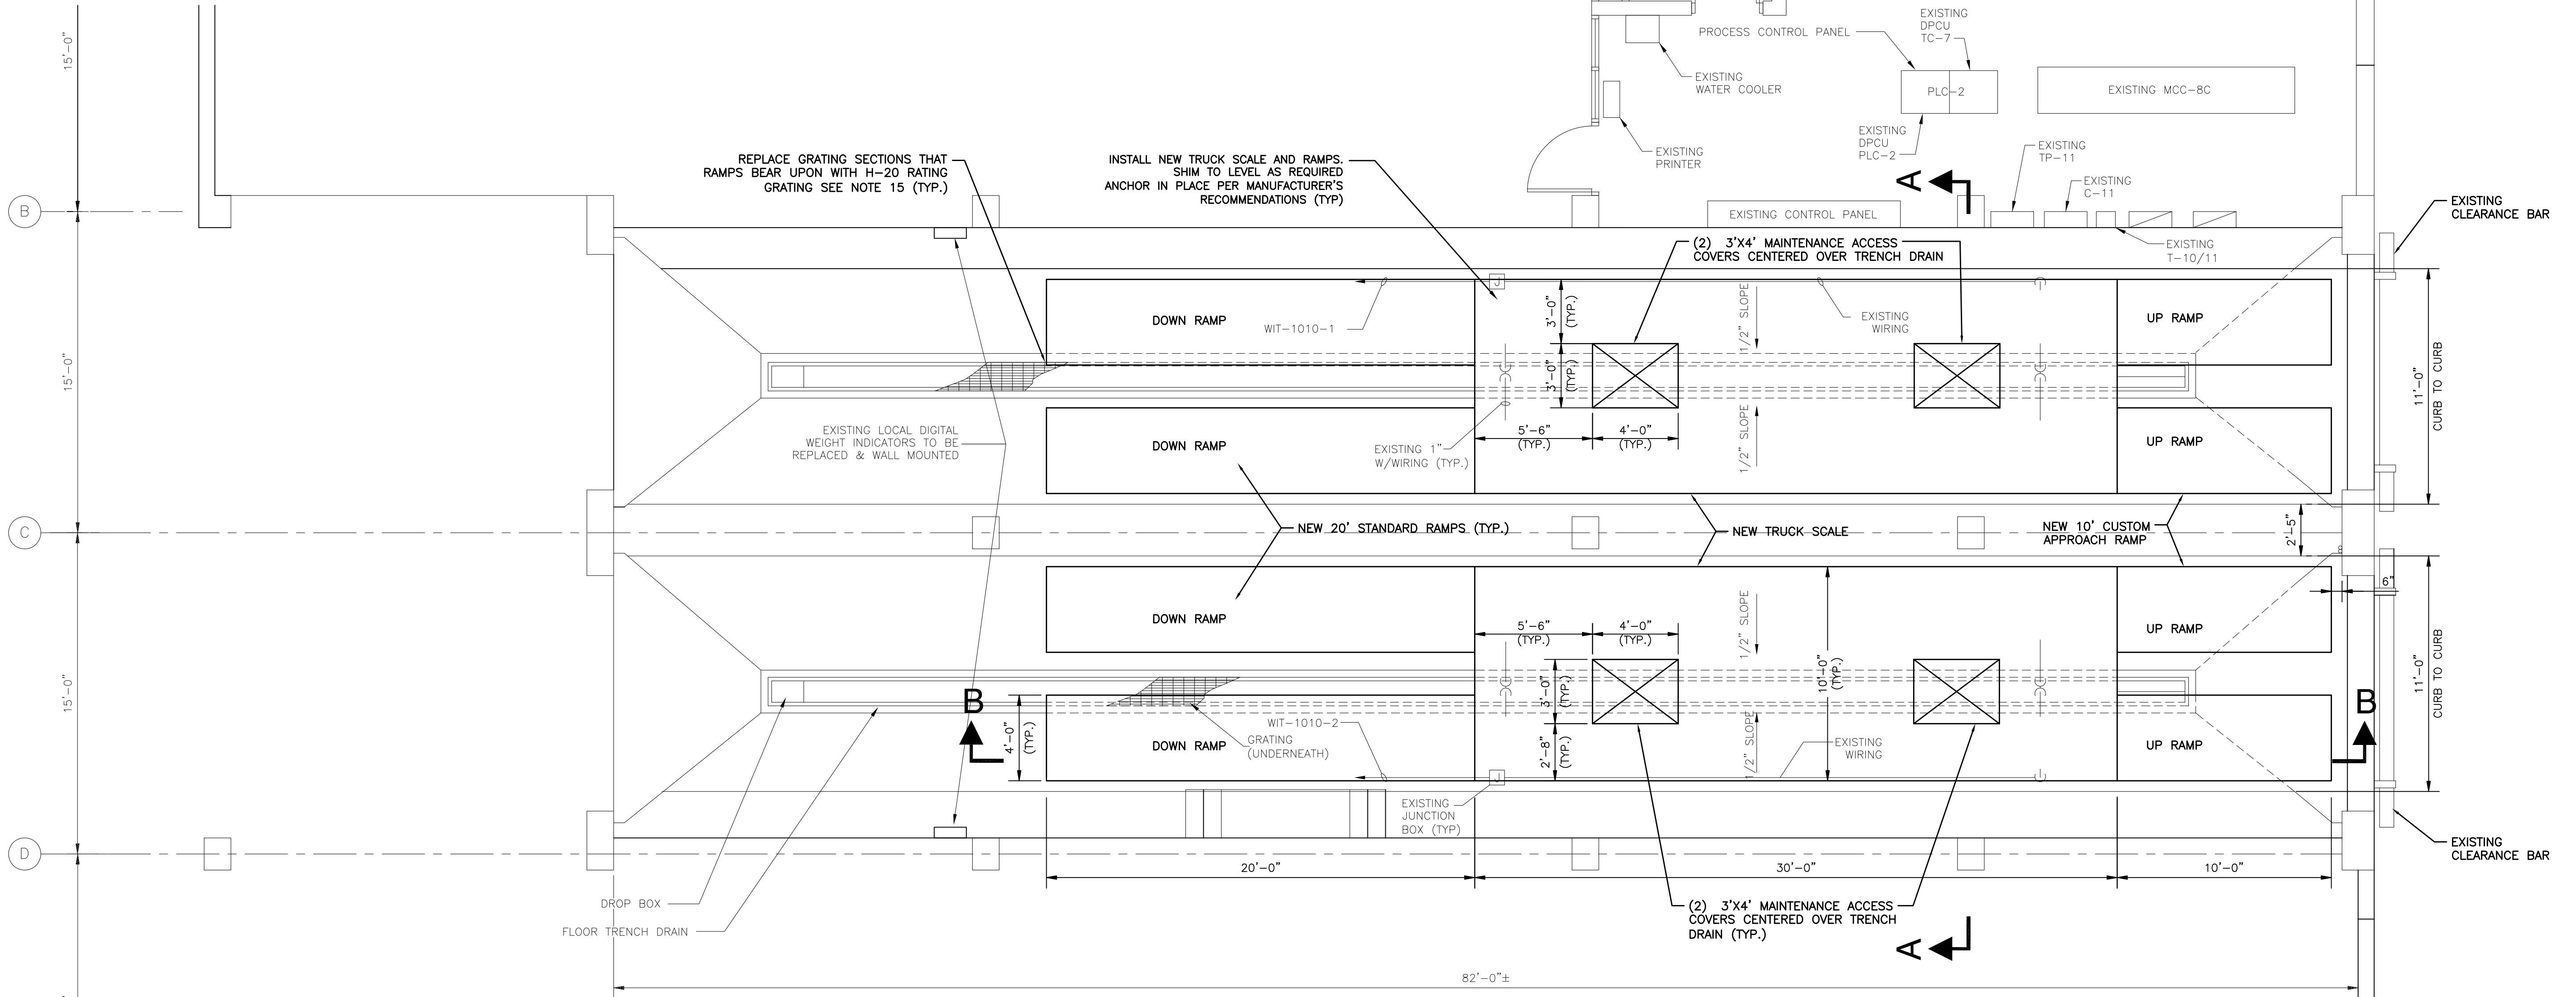 15'-0"
EXISTING
DPCU
TC-7
PROCESS CONTROL PANEL
EXISTING
WATER COOLER
PLC-2
EXISTING MCC-8C
EXISTING
DPCU
PLC-2
EXISTING
PRINTER
EXISTING
TP-11
EXISTING
C-11
REPLACE GRATING SECTIONS THAT
RAMPS BEAR UPON WITH H-20 RATING
GRATING SEE NOTE 15 (TYP.)
INSTALL NEW TRUCK SCALE AND RAMPS.
SHIM TO LEVEL AS REQUIRED
ANCHOR IN PLACE PER MANUFACTURER'S
RECOMMENDATIONS (TYP)
A
EXISTING
CLEARANCE BAR
B
EXISTING CONTROL PANEL
(2) 3'X4' MAINTENANCE ACCESS
COVERS CENTERED OVER TRENCH DRAIN
EXISTING
T-10/11
J
DOWN RAMP
WIT-1010-1
3'-0"
(TYP.)
1/2" SLOPE
EXISTING
WIRING
UP RAMP
15'-0"
3'-0"
(TYP.)
11'-0"
CURB TO CURB
EXISTING LOCAL DIGITAL
WEIGHT INDICATORS TO BE
REPLACED & WALL MOUNTED
DOWN RAMP
EXISTING 1"
W/WIRING (TYP.)
5'-6"
(TYP.)
4'-0"
(TYP.)
1/2" SLOPE
UP RAMP
C
NEW 20' STANDARD RAMPS (TYP.)
NEW TRUCK SCALE
NEW 10' CUSTOM
APPROACH RAMP
2'-5"
6"
DOWN RAMP
5'-6"
(TYP.)
4'-0"
(TYP.)
1/2" SLOPE
UP RAMP
15'-0"
B
4'-0"
(TYP.)
WIT-1010-2
GRATING
(UNDERNEATH)
DOWN RAMP
3'-0"
(TYP.)
2'-8"
(TYP.)
10'-0"
(TYP.)
1/2" SLOPE
EXISTING
WIRING
UP RAMP
B
11'-0"
CURB TO CURB
J
EXISTING
JUNCTION
BOX (TYP)
D
EXISTING
CLEARANCE BAR
20'-0"
30'-0"
10'-0"
DROP BOX
FLOOR TRENCH DRAIN
(2) 3'X4' MAINTENANCE ACCESS
COVERS CENTERED OVER TRENCH
DRAIN (TYP.)
A
82'-0"±